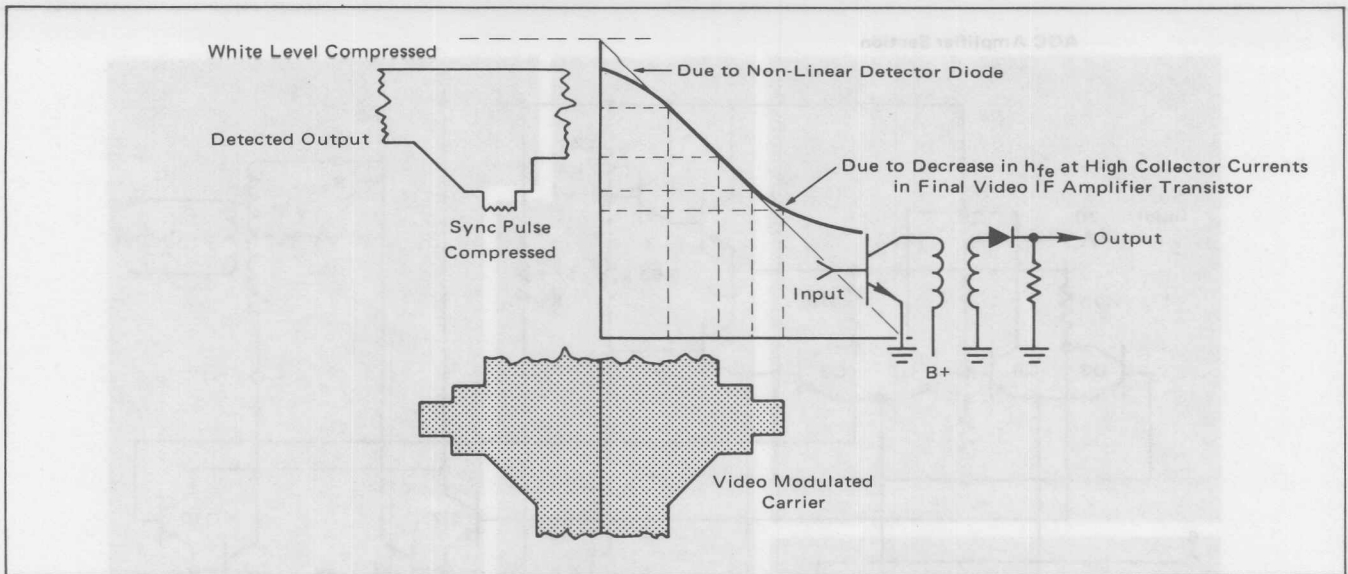 White Level Compressed
Due to Non-Linear Detector Diode
Detected Output
Due to Decrease in hfe at High Collector Currents
in Final Video IF Amplifier Transistor
Sync Pulse
Compressed
Output
Input
B+
Video Modulated
Carrier